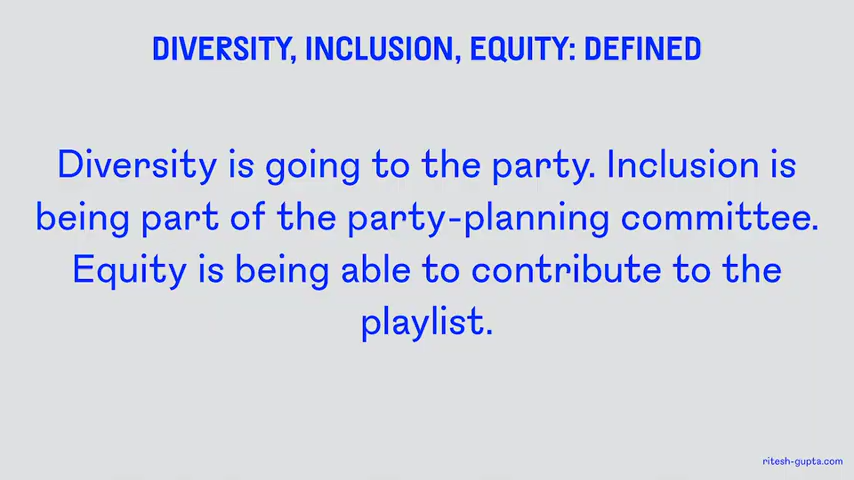 DIVERSITY, INCLUSION, EQUITY: DEFINED
Diversity is going to the party. Inclusion is
being part of the party-planning committee.
Equity is being able to contribute to the
playlist.
ritesh-gupta.com